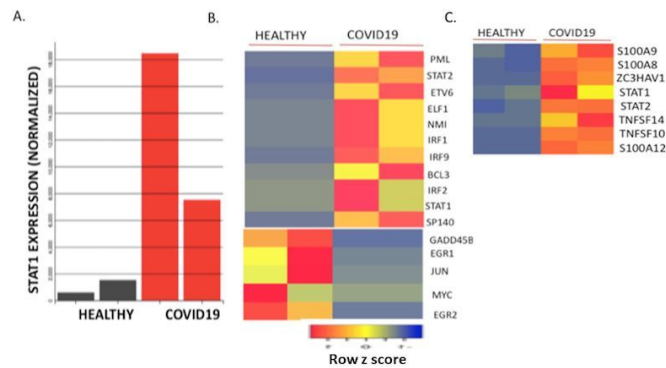 A.
STAT1 EXPRESSION (NORMALIZED)
HEALTHY
COVID19
B.
HEALTHY
COVID19
PML
STAT2
ETV6
ELF1
NMI
IRF1
IRF9
BCL3
IRF2
STAT1
SP140
GADD45B
EGR1
JUN
MYC
EGR2
Row z score
C.
HEALTHY
COVID19
S100A9
S100A8
ZC3HAV1
STAT1
STAT2
TNFSF14
TNFSF10
S100A12